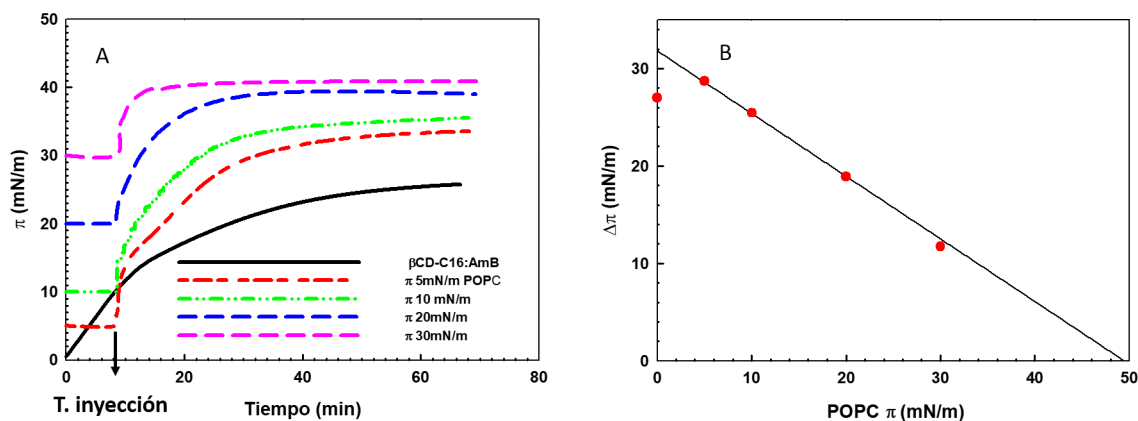 A
50
40
30
20
10
0
π (mN/m)
βCD-C16:AmB
π 5mN/m POPC
π 10 mN/m
π 20mN/m
π 30mN/m
0
20
40
60
80
T. inyección
Tiempo (min)
B
30
20
10
0
Δπ (mN/m)
0
10
20
30
40
50
POPC π (mN/m)